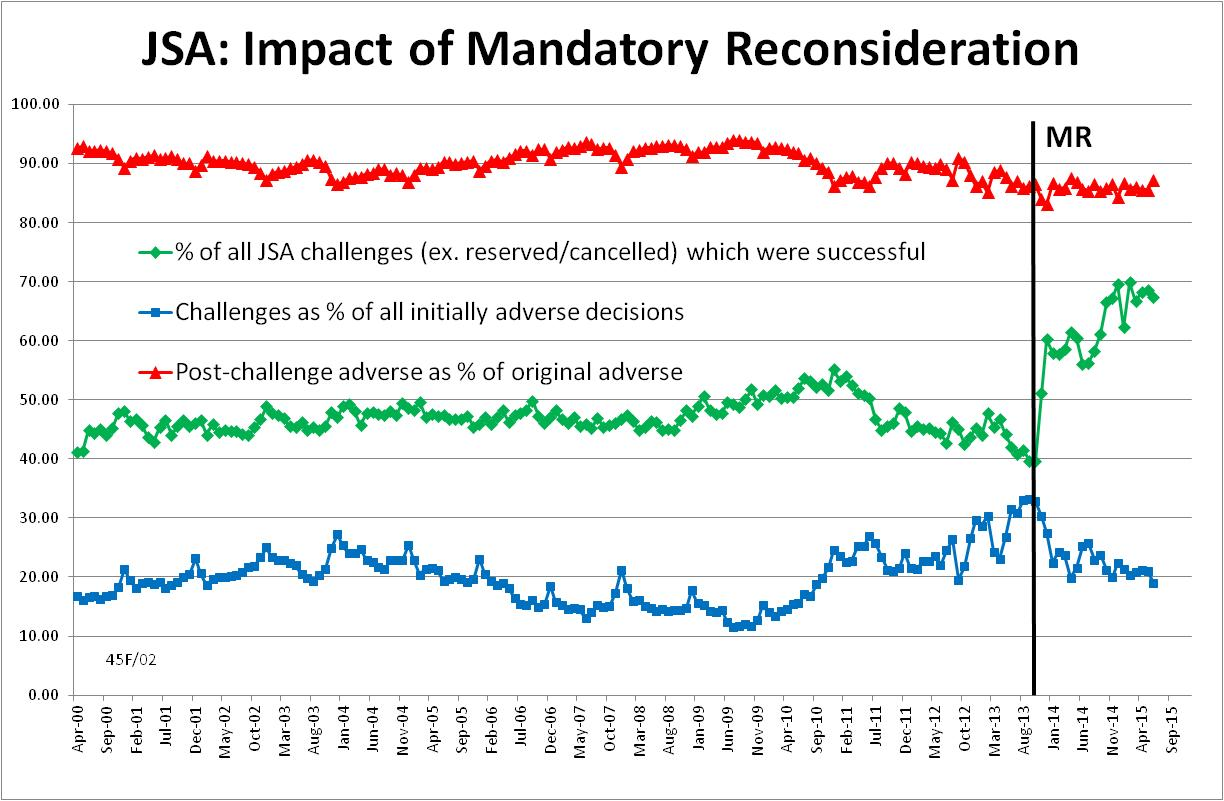 JSA: Impact of Mandatory Reconsideration
100.00
90.00
80.00
70.00
60.00
50.00
40.00
30.00
20.00
10.00
0.00
MR
% of all JSA challenges (ex. reserved/cancelled) which were successful
Challenges as % of all initially adverse decisions
Post-challenge adverse as % of original adverse
45F/02
Apr-00
Sep-00
Feb-01
Jul-01
Dec-01
May-02
Oct-02
Mar-03
Aug-03
Jan-04
Jun-04
Nov-04
Apr-05
Sep-05
Feb-06
Jul-06
Dec-06
May-07
Oct-07
Mar-08
Aug-08
Jan-09
Jun-09
Nov-09
Apr-10
Sep-10
Feb-11
Jul-11
Dec-11
May-12
Oct-12
Mar-13
Aug-13
Jan-14
Jun-14
Nov-14
Apr-15
Sep-15